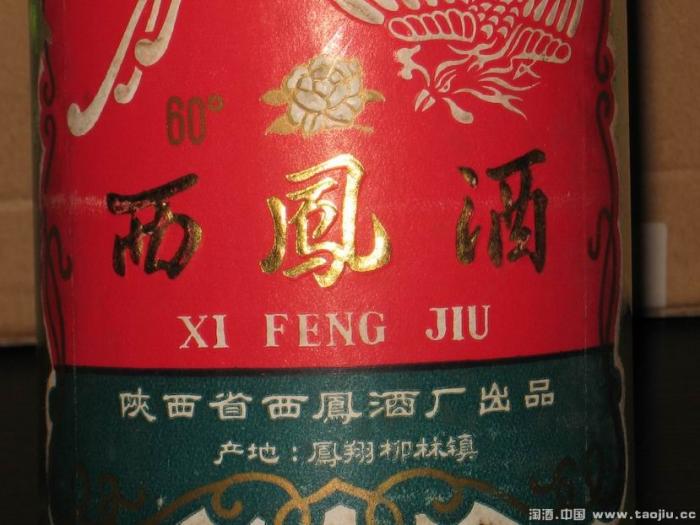 60°
西鳳酒
XI FENG JIU
陕西省西鳳酒厂出品
产地：鳳翔柳林镇
淘酒.中国 www.taojiu.cc